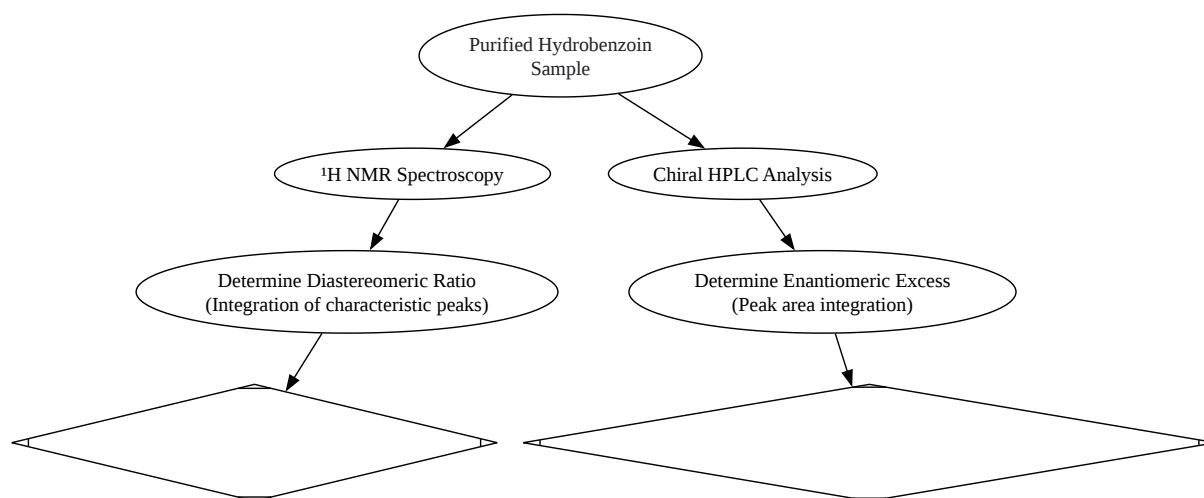 Purified Hydrobenzoin
Sample
¹H NMR Spectroscopy
Chiral HPLC Analysis
Determine Diastereomeric Ratio
(Integration of characteristic peaks)
Determine Enantiomeric Excess
(Peak area integration)